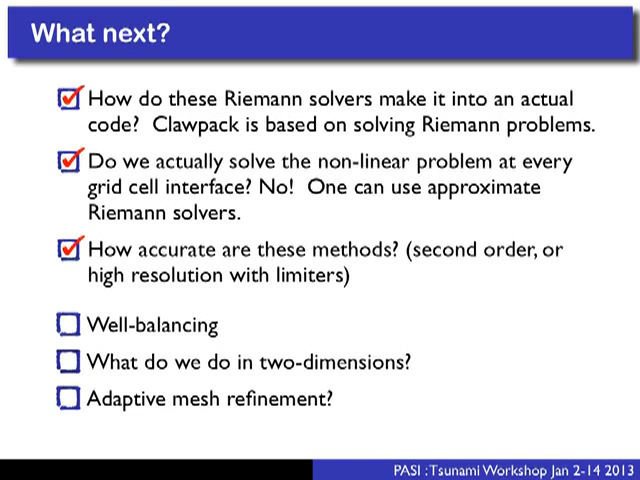 What next?
How do these Riemann solvers make it into an actual
code? Clawpack is based on solving Riemann problems.
Do we actually solve the non-linear problem at every
grid cell interface? No! One can use approximate
Riemann solvers.
How accurate are these methods? (second order, or
high resolution with limiters)
Well-balancing
What do we do in two-dimensions?
Adaptive mesh refinement?
PASI : Tsunami Workshop Jan 2-14 2013